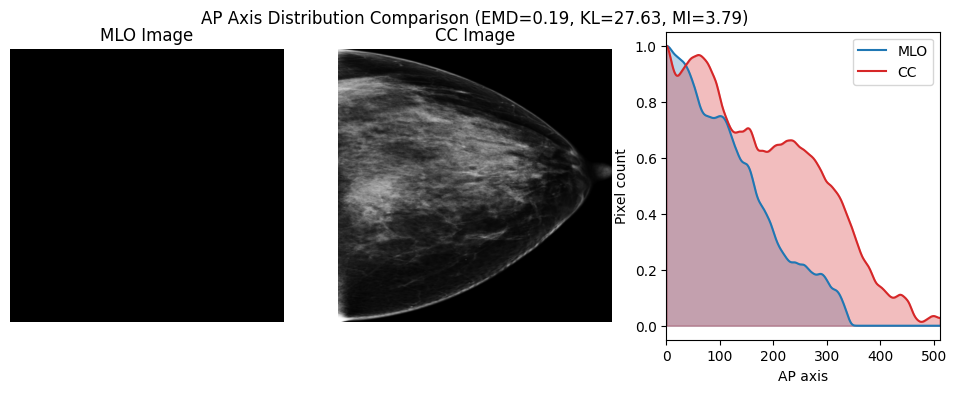 AP Axis Distribution Comparison (EMD=0.19, KL=27.63, MI=3.79)
MLO Image
CC Image
MLO
CC
Pixel count
1.0
0.8
0.6
0.4
0.2
0.0
0 100 200 300 400 500
AP axis